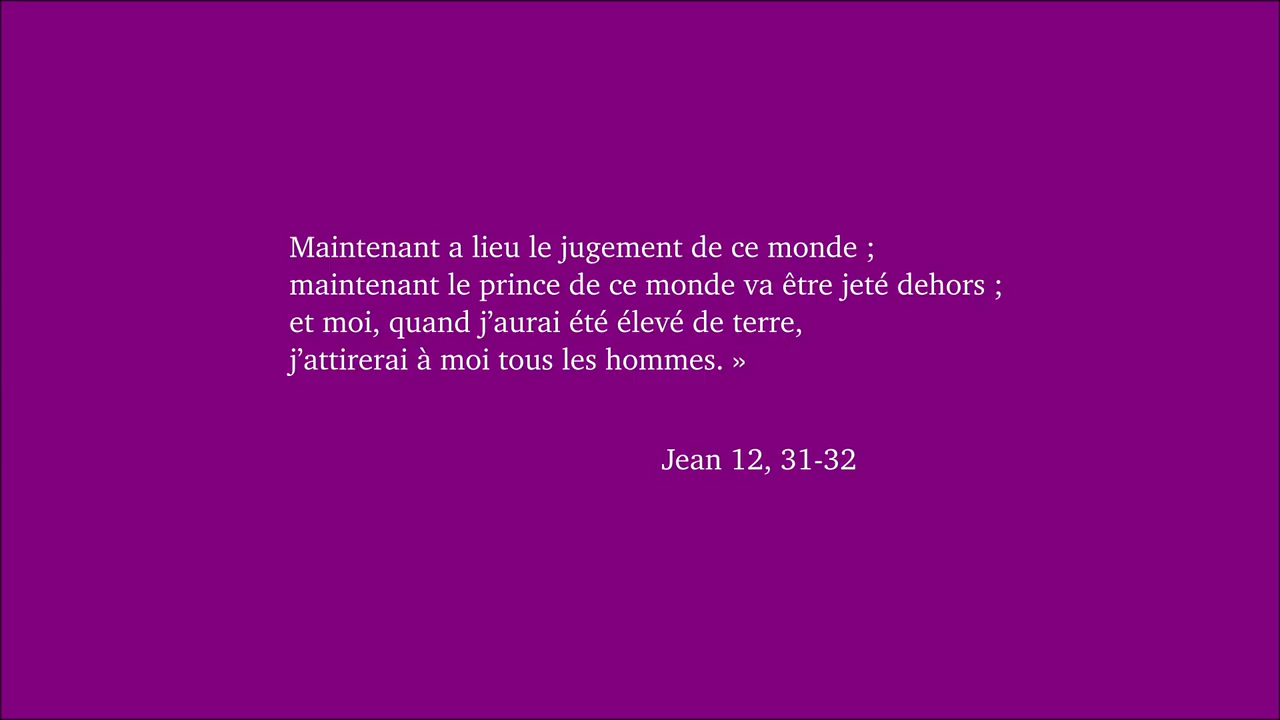 Maintenant a lieu le jugement de ce monde ;
maintenant le prince de ce monde va être jeté dehors ;
et moi, quand j’aurai été élevé de terre,
j’attirerai à moi tous les hommes. »
Jean 12, 31-32